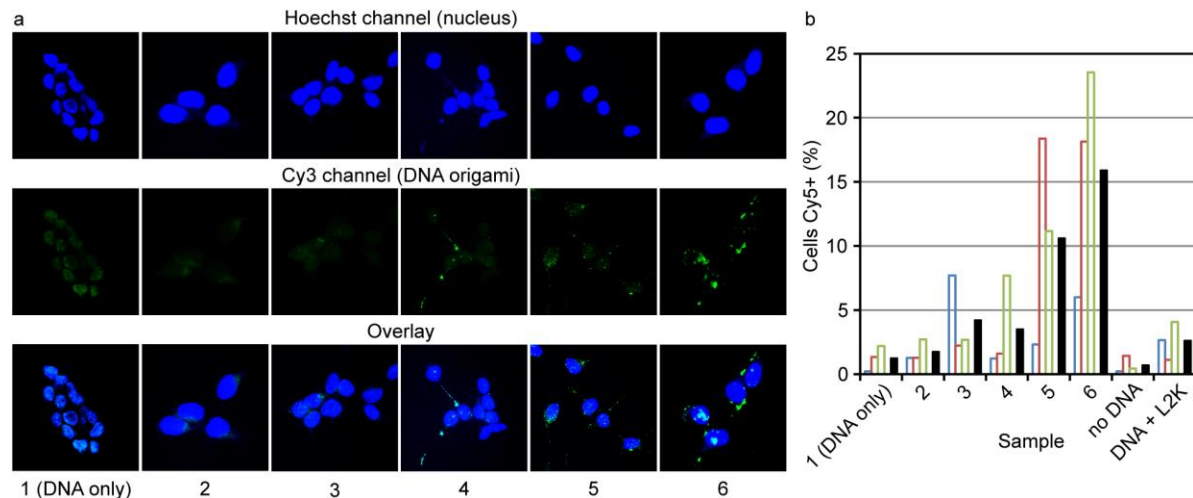 a
Hoechst channel (nucleus)
Cy3 channel (DNA origami)
Overlay
1 (DNA only)
2
3
4
5
6
b
Cells Cy5+ (%)
25
20
15
10
5
0
1 (DNA only)
2
3
4
5
6
no DNA
DNA + L2K
Sample